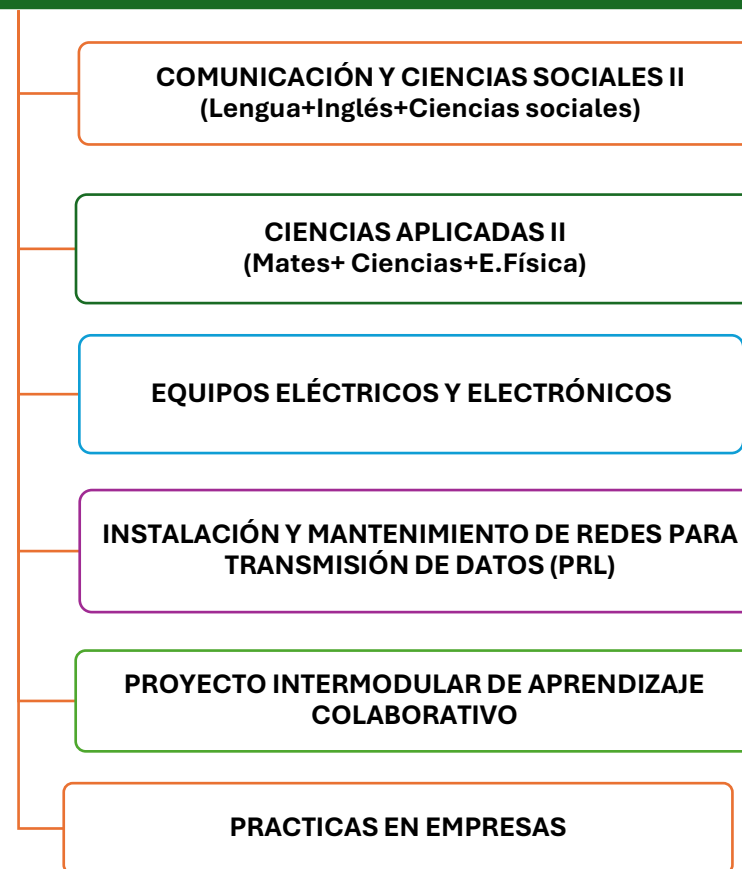 COMUNICACIÓN Y CIENCIAS SOCIALES II
(Lengua+Inglés+Ciencias sociales)
CIENCIAS APLICADAS II
(Mates+ Ciencias+E.Física)
EQUIPOS ELÉCTRICOS Y ELECTRÓNICOS
INSTALACIÓN Y MANTENIMIENTO DE REDES PARA
TRANSMISIÓN DE DATOS (PRL)
PROYECTO INTERMODULAR DE APRENDIZAJE
COLABORATIVO
PRACTICAS EN EMPRESAS